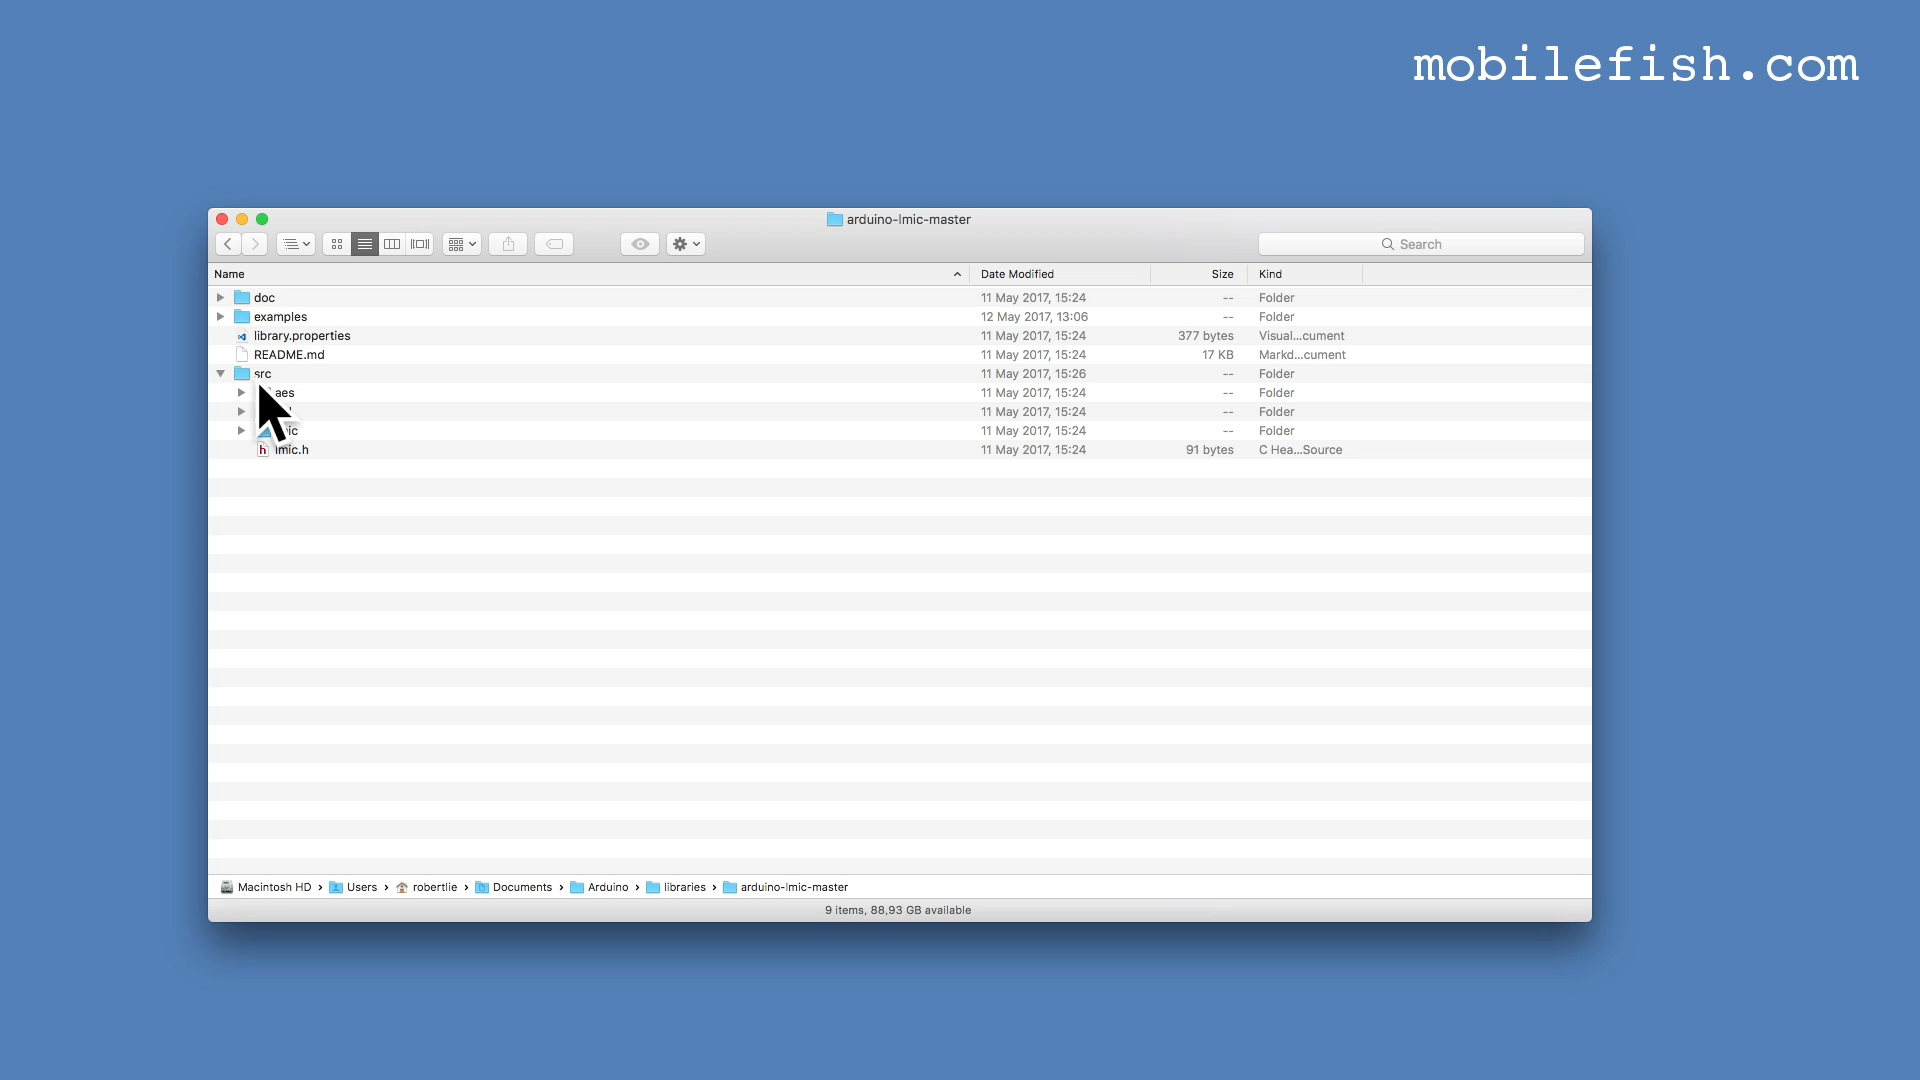 mobilefish.com
arduino-lmic-master
Search
Name Date Modified Size Kind
doc 11 May 2017, 15:24 -- Folder
examples 12 May 2017, 13:06 -- Folder
library.properties 11 May 2017, 15:24 377 bytes Visual...cument
README.md 11 May 2017, 15:24 17 KB Markd...cument
src 11 May 2017, 15:26 -- Folder
aes 11 May 2017, 15:24 -- Folder
11 May 2017, 15:24 -- Folder
11 May 2017, 15:24 -- Folder
lmic.h 11 May 2017, 15:24 91 bytes C Hea...Source
Macintosh HD › Users › robertlie › Documents › Arduino › libraries › arduino-lmic-master
9 items, 88,93 GB available